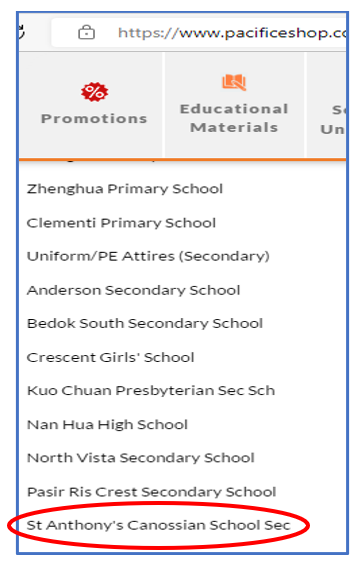 https://www.pacificeshop.co
%
Promotions
Educational
Materials
S
Un
Zhenghua Primary School
Clementi Primary School
Uniform/PE Attires (Secondary)
Anderson Secondary School
Bedok South Secondary School
Crescent Girls' School
Kuo Chuan Presbyterian Sec Sch
Nan Hua High School
North Vista Secondary School
Pasir Ris Crest Secondary School
St Anthony's Canossian School Sec